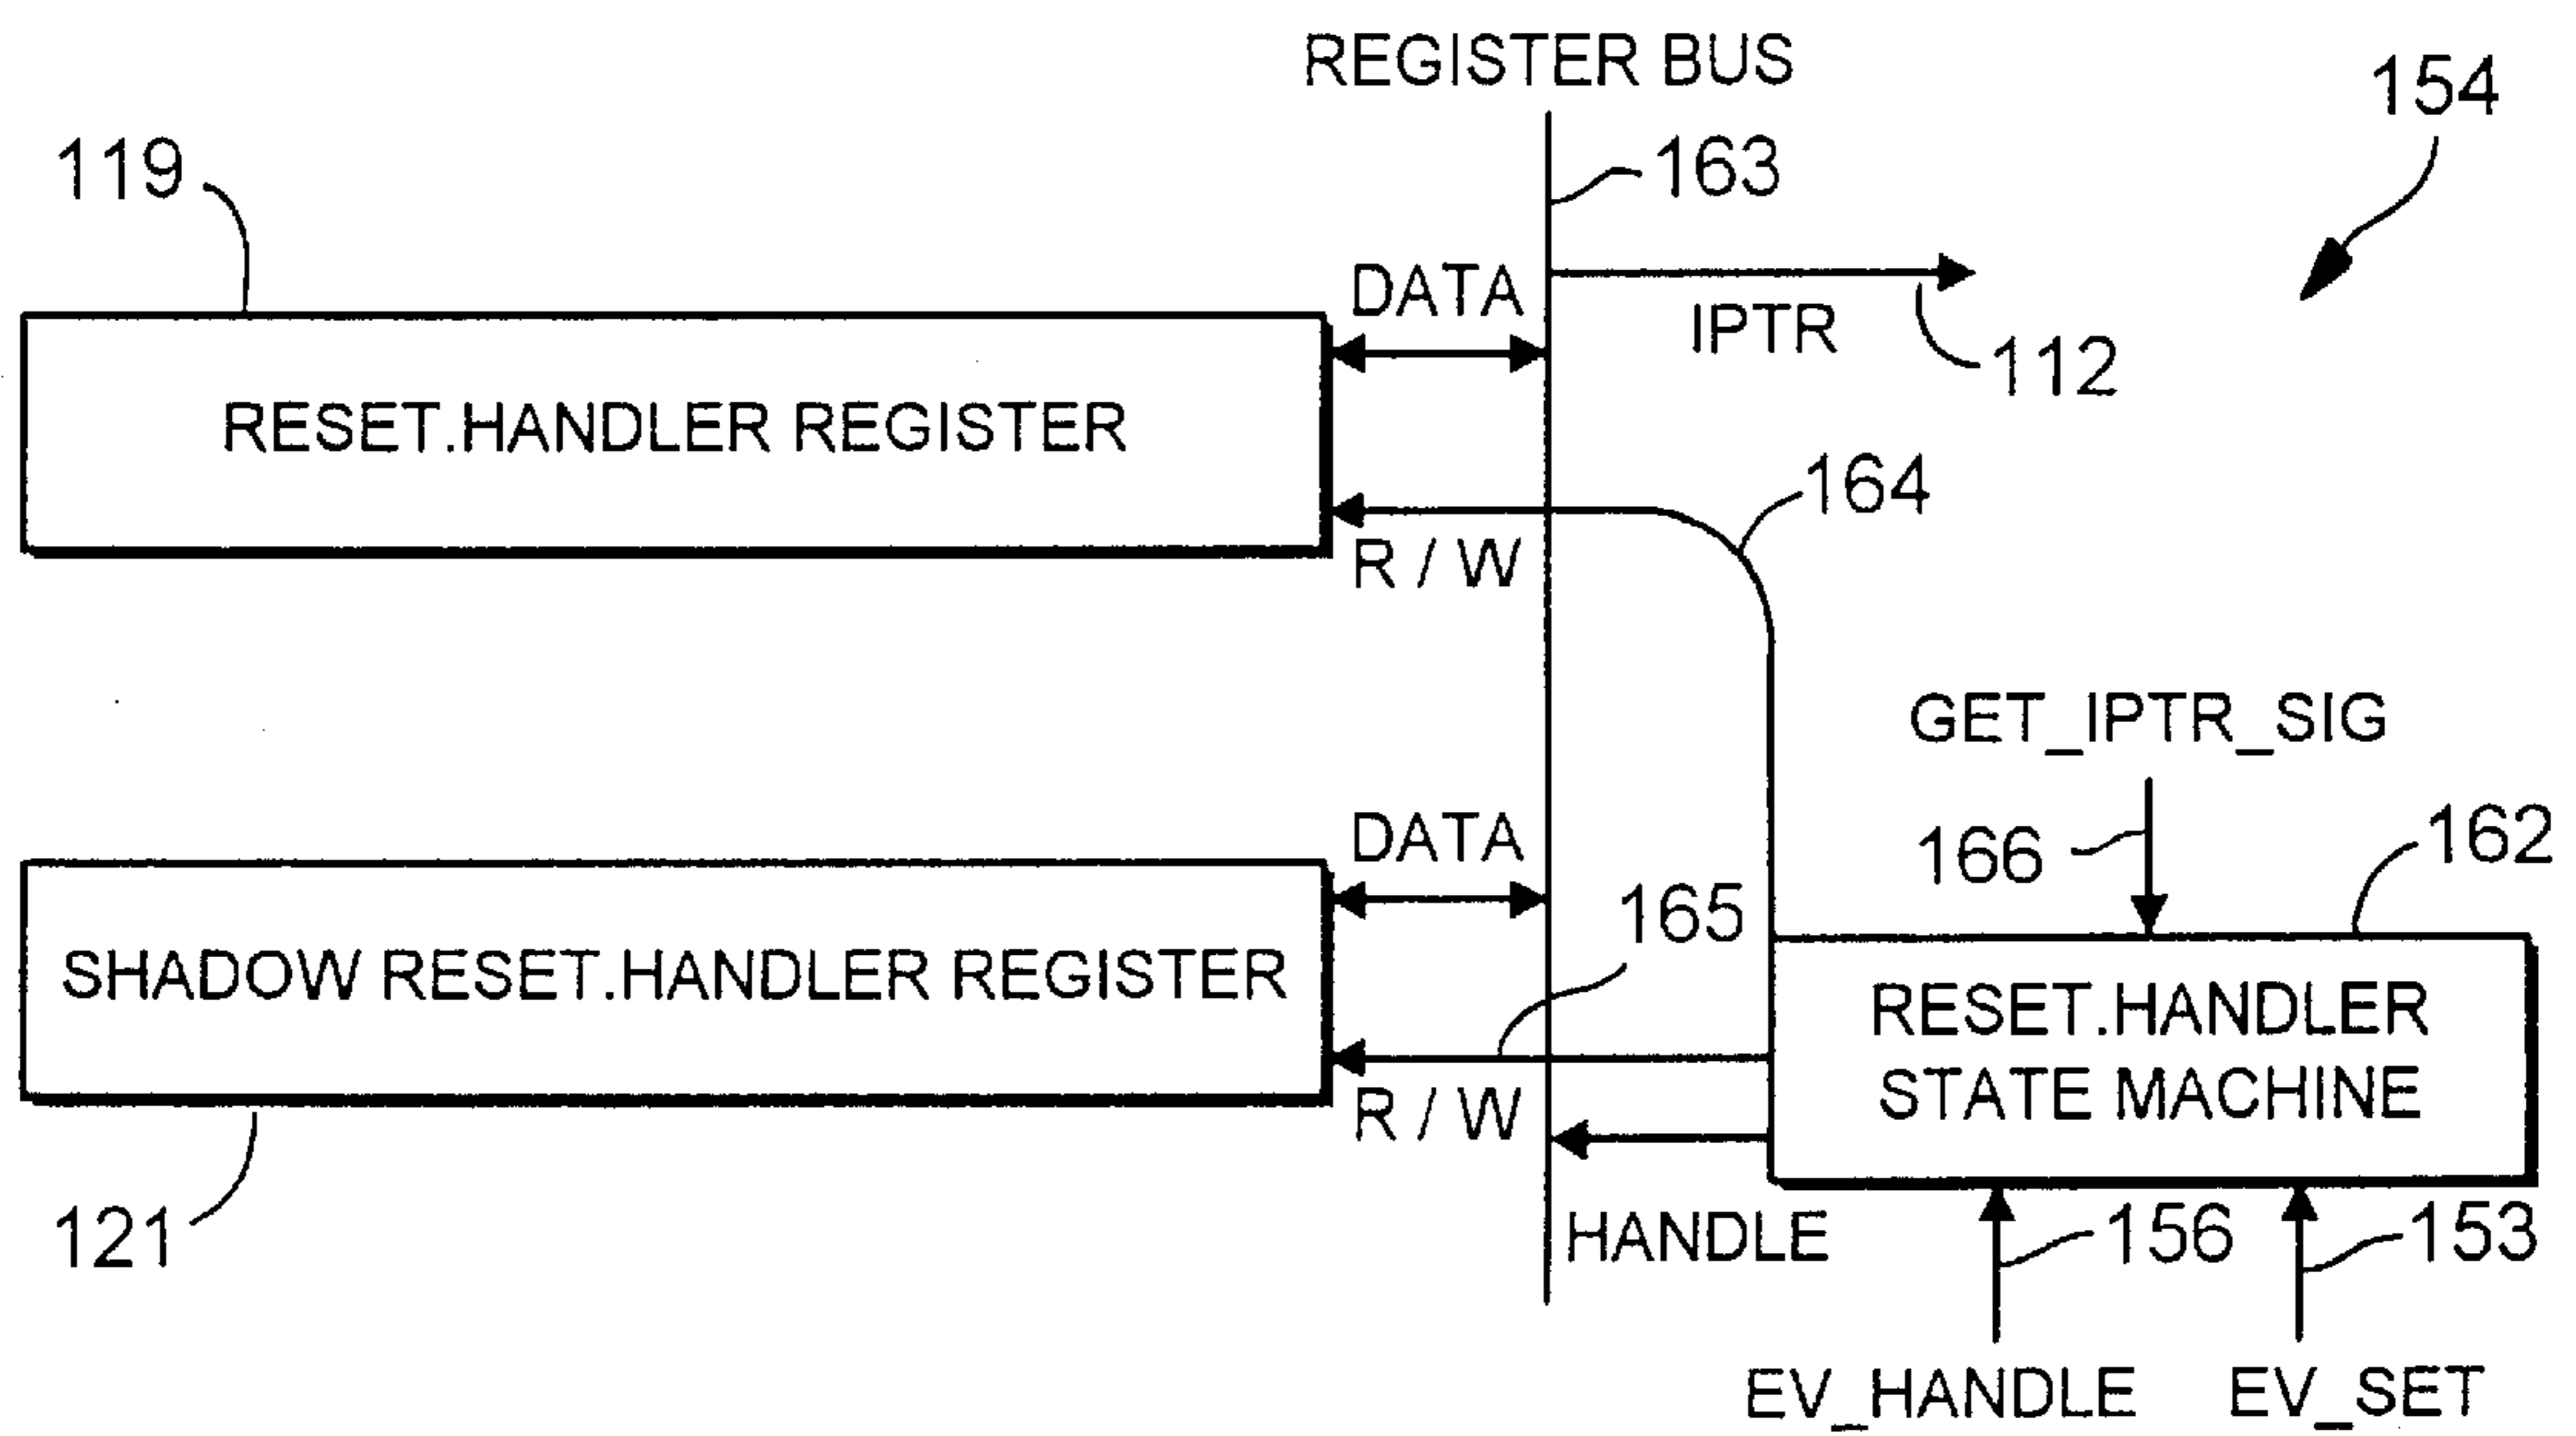 REGISTER BUS
154
119
163
DATA
IPTR
112
RESET.HANDLER REGISTER
164
R / W
GET_IPTR_SIG
DATA
166
162
165
SHADOW RESET.HANDLER REGISTER
RESET.HANDLER
STATE MACHINE
R / W
121
HANDLE
156
153
EV_HANDLE
EV_SET